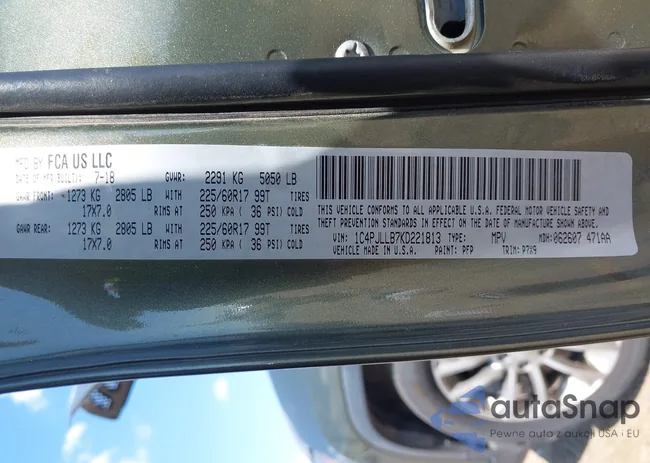 MFD BY FCA US LLC
DATE OF MFG BUILT: 7-18 GVWR: 2291 KG 5050 LB
GAWR FRONT: 1273 KG 2805 LB WITH 225/60R17 99T TIRES
17X7.0 RIMS AT 250 KPA ( 36 PSI) COLD
GAWR REAR: 1273 KG 2805 LB WITH 225/60R17 99T TIRES
17X7.0 RIMS AT 250 KPA ( 36 PSI) COLD
THIS VEHICLE CONFORMS TO ALL APPLICABLE U.S.A. FEDERAL MOTOR VEHICLE SAFETY, BUMPER, AND
THEFT PREVENTION STANDARDS IN EFFECT ON THE DATE OF MANUFACTURE SHOWN ABOVE.
VIN: 1C4PJLLB7KD221813 TYPE: MPV MDH: 062607 471AA
VEHICLE MADE IN U.S.A. PAINT: PFP TRIM: P7X9
autoSnap
Pewne auto z aukcji USA i EU